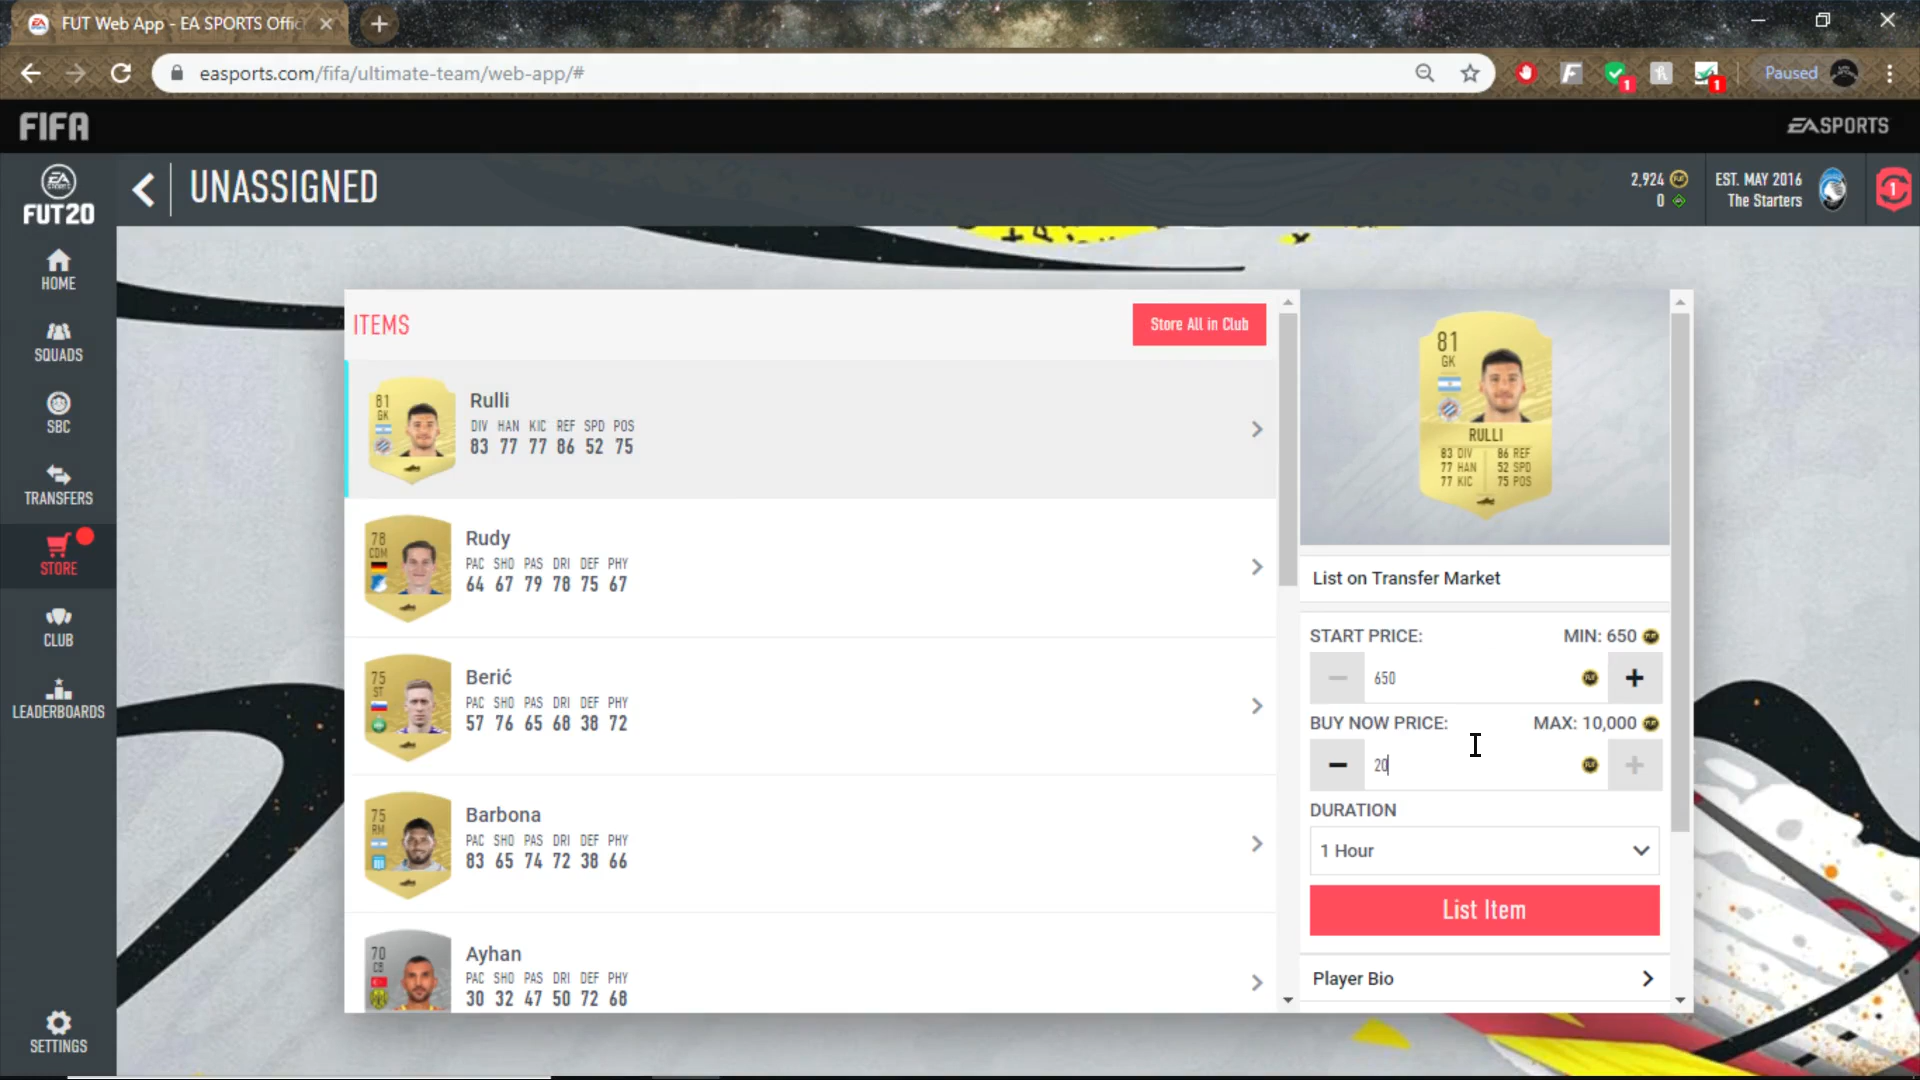 FUT Web App - EA SPORTS Offic
easports.com/fifa/ultimate-team/web-app/#
1
1
Paused
FIFA
EA SPORTS
EA SPORTS
FUT20
UNASSIGNED
2,924
0
EST. MAY 2016
The Starters
1
HOME
SQUADS
SBC
TRANSFERS
STORE
CLUB
LEADERBOARDS
SETTINGS
ITEMS
Store All in Club
81
GK
Rulli
DIV HAN KIC REF SPD POS
83 77 77 86 52 75
78
CDM
Rudy
PAC SHO PAS DRI DEF PHY
64 67 79 78 75 67
75
ST
Berić
PAC SHO PAS DRI DEF PHY
57 76 65 68 38 72
75
RM
Barbona
PAC SHO PAS DRI DEF PHY
83 65 74 72 38 66
70
CB
Ayhan
PAC SHO PAS DRI DEF PHY
30 32 47 50 72 68
81
GK
RULLI
83 DIV 86 REF
77 HAN 52 SPD
77 KIC 75 POS
List on Transfer Market
START PRICE: MIN: 650
650
BUY NOW PRICE: MAX: 10,000
20
DURATION
1 Hour
List Item
Player Bio